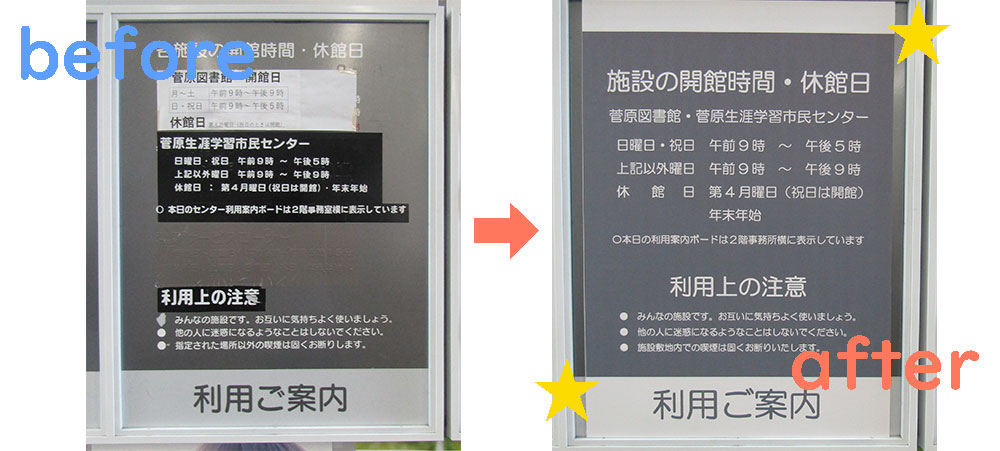 before
各施設の開館時間・休館日
菅原図書館 開館日
月～土 午前９時～午後９時
日・祝日 午前９時～午後５時
休館日
菅原生涯学習市民センター
日曜日・祝日 午前９時 ～ 午後５時
上記以外曜日 午前９時 ～ 午後９時
休館日 ： 第４月曜日(祝日は開館)・年末年始
○ 本日のセンター利用案内ボードは２階事務室横に表示しています
利用上の注意
● みんなの施設です。お互いに気持ちよく使いましょう。
● 他の人に迷惑になるようなことはしないでください。
● 指定された場所以外の喫煙は固くお断りします。
利用ご案内
施設の開館時間・休館日
菅原図書館・菅原生涯学習市民センター
日曜日・祝日 午前９時 ～ 午後５時
上記以外曜日 午前９時 ～ 午後９時
休館日 第４月曜日（祝日は開館）
年末年始
○本日の利用案内ボードは２階事務所横に表示しています
利用上の注意
● みんなの施設です。お互いに気持ちよく使いましょう。
● 他の人に迷惑になるようなことはしないでください。
● 施設敷地内での喫煙は固くお断りいたします。
after
利用ご案内